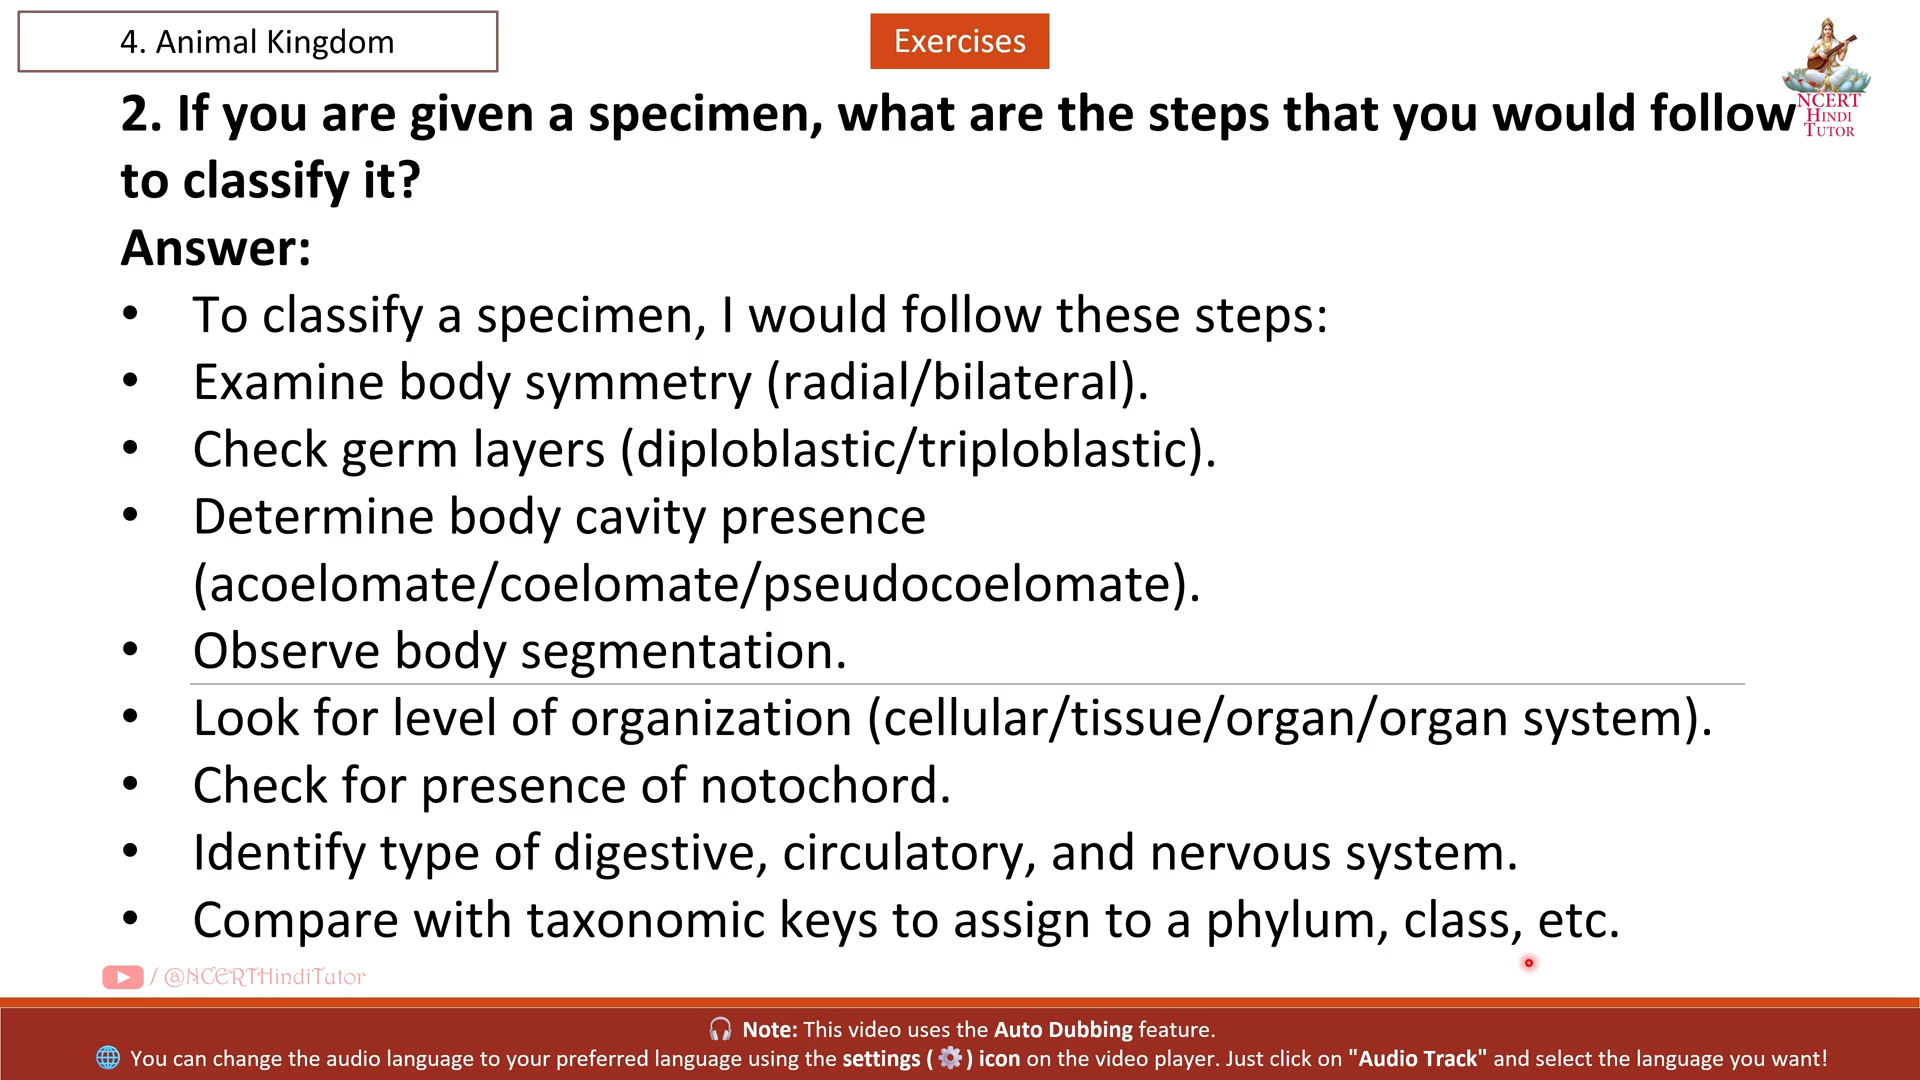 4. Animal Kingdom
Exercises
NCERT
HINDI
TUTOR
2. If you are given a specimen, what are the steps that you would follow
to classify it?
Answer:
• To classify a specimen, I would follow these steps:
• Examine body symmetry (radial/bilateral).
• Check germ layers (diploblastic/triploblastic).
• Determine body cavity presence
(acoelomate/coelomate/pseudocoelomate).
• Observe body segmentation.
• Look for level of organization (cellular/tissue/organ/organ system).
• Check for presence of notochord.
• Identify type of digestive, circulatory, and nervous system.
• Compare with taxonomic keys to assign to a phylum, class, etc.
/ @NCERTHindiTutor
🎧 Note: This video uses the Auto Dubbing feature.
🌐 You can change the audio language to your preferred language using the settings (⚙️) icon on the video player. Just click on "Audio Track" and select the language you want!